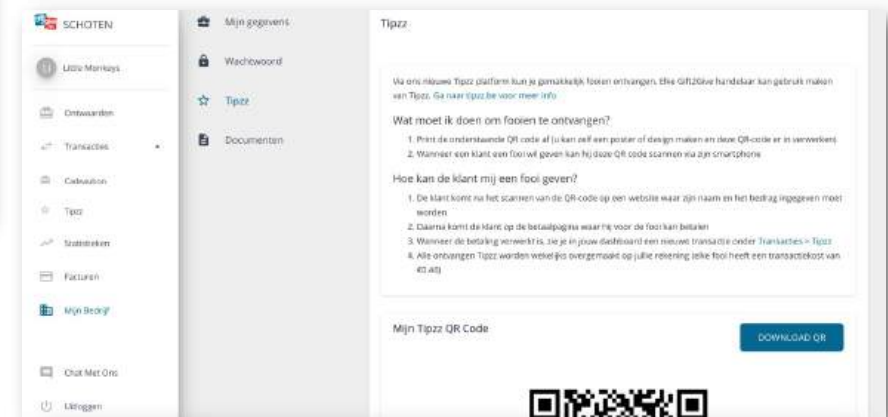 SCHOTEN
Little Monkeys
Ontwaarden
Transacties
Cadeaubon
Tipzz
Statistieken
Facturen
Mijn Bedrijf
Chat Met Ons
Uitloggen
Mijn gegevens
Wachtwoord
Tipzz
Documenten
Tipzz
Via ons nieuwe Tipzz platform kun je gemakkelijk fooien ontvangen. Elke Gift2Give handelaar kan gebruik maken
van Tipzz. Ga naar tipzz.be voor meer info
Wat moet ik doen om fooien te ontvangen?
1. Print de onderstaande QR code af (u kan zelf een poster of design maken en deze QR-code er in verwerken)
2. Wanneer een klant een fooi wil geven kan hij deze QR code scannen via zijn smartphone
Hoe kan de klant mij een fooi geven?
1. De klant komt na het scannen van de QR-code op een website waar zijn naam en het bedrag ingegeven moet
worden
2. Daarna komt de klant op de betaalpagina waar hij voor de fooi kan betalen
3. Wanneer de betaling verwerkt is, zie je in jouw dashboard een nieuwe transactie onder Transacties > Tipzz
4. Alle ontvangen Tipzz worden wekelijks overgemaakt op jullie rekening (elke fooi heeft een transactiekost van
Mijn Tipzz QR Code
DOWNLOAD QR